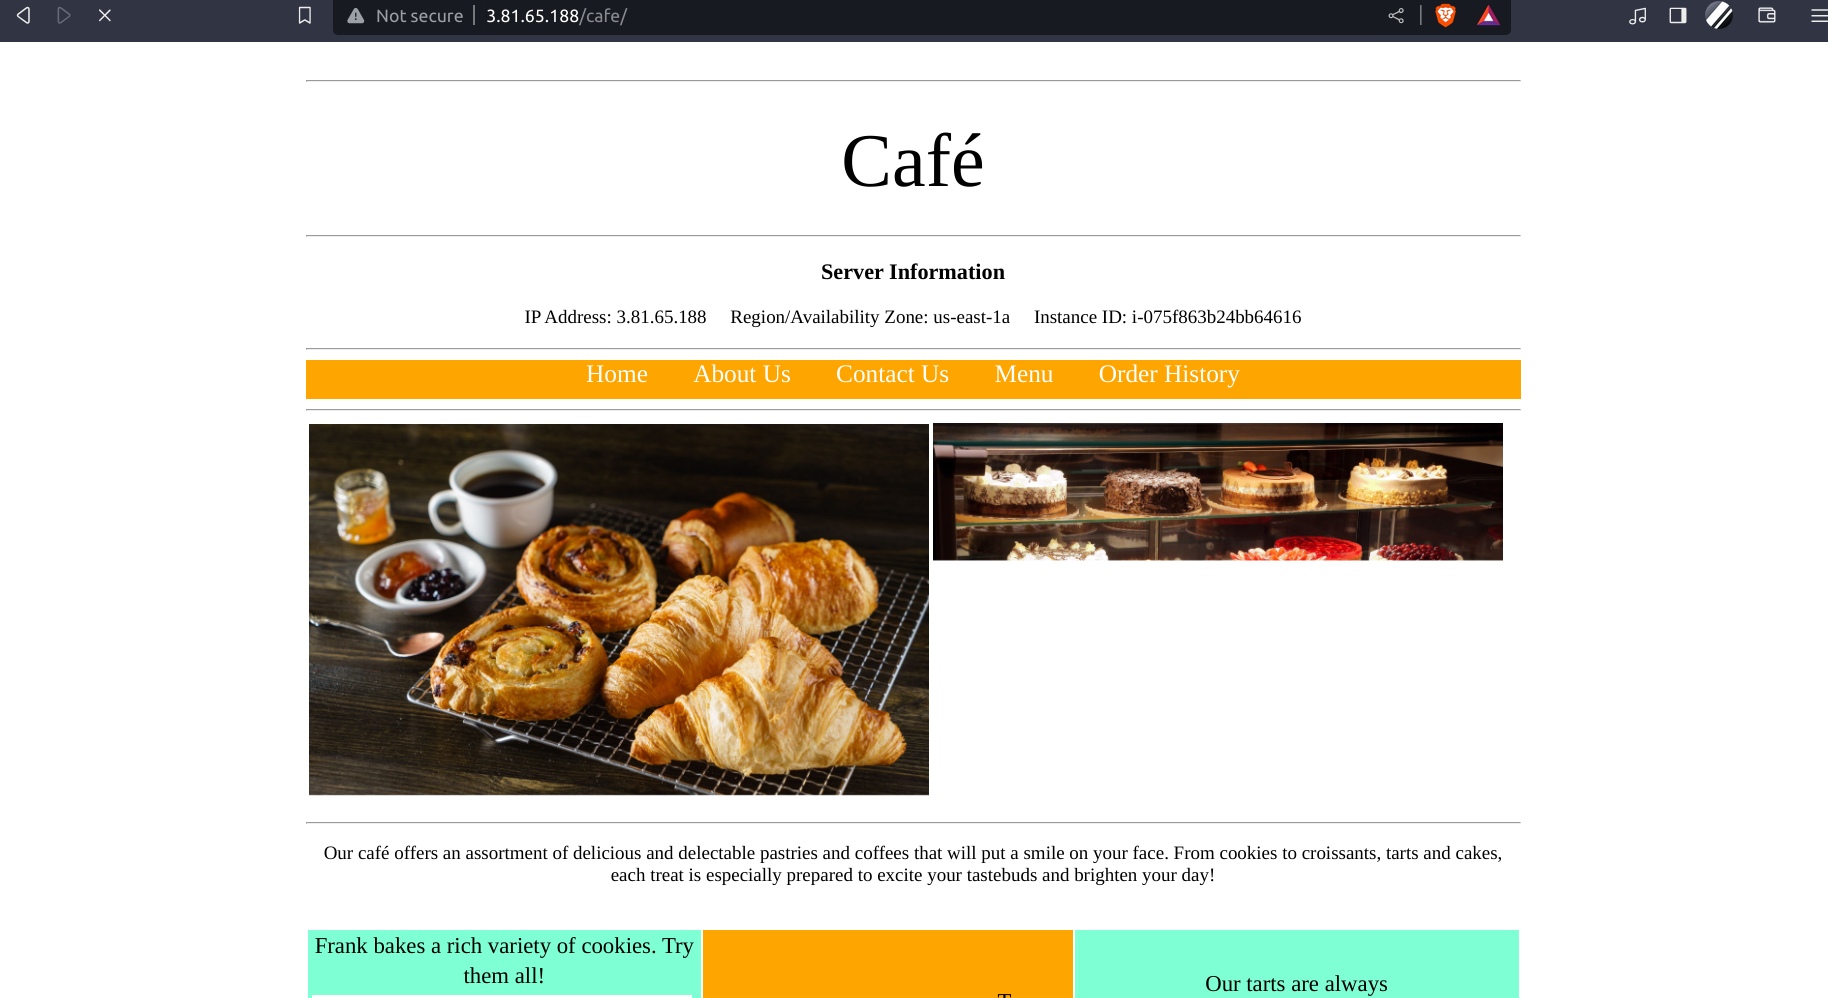 Not secure 3.81.65.188/cafe/
Café
Server Information
IP Address: 3.81.65.188 Region/Availability Zone: us-east-1a Instance ID: i-075f863b24bb64616
Home About Us Contact Us Menu Order History
Our café offers an assortment of delicious and delectable pastries and coffees that will put a smile on your face. From cookies to croissants, tarts and cakes,
each treat is especially prepared to excite your tastebuds and brighten your day!
Frank bakes a rich variety of cookies. Try
them all!
Our tarts are always